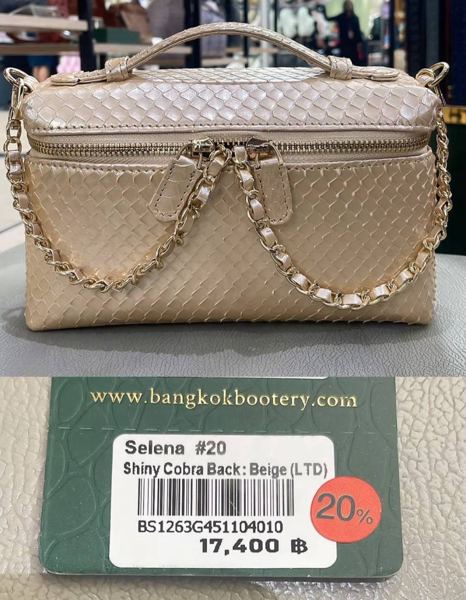 www.bangkokbootery.com
Selena #20
Shiny Cobra Back: Beige (LTD)
BS1263G451104010
17,400 ฿
20%